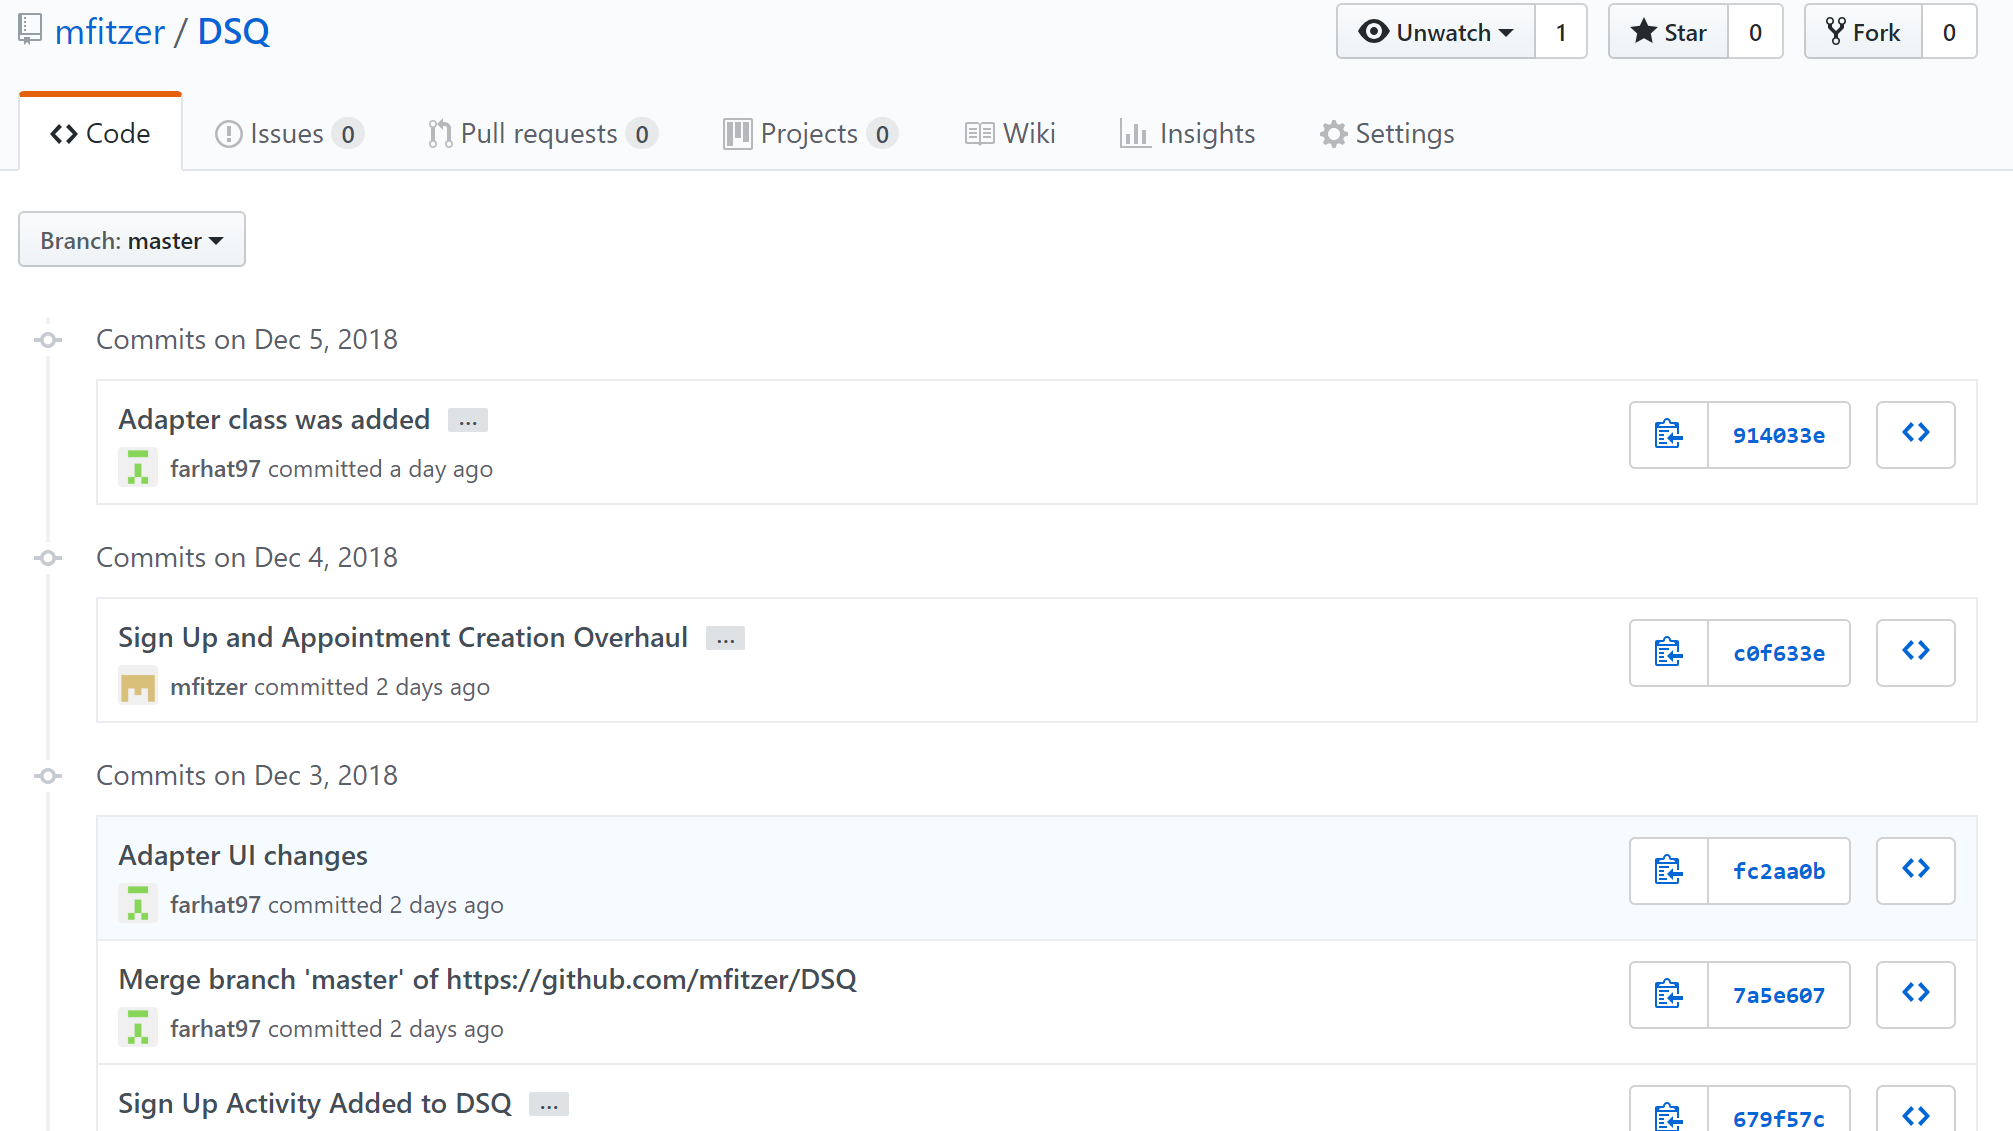 mfitzer / DSQ
Unwatch 1 Star 0 Fork 0
Code Issues 0 Pull requests 0 Projects 0 Wiki Insights Settings
Branch: master
Commits on Dec 5, 2018
Adapter class was added ...
farhat97 committed a day ago
914033e
Commits on Dec 4, 2018
Sign Up and Appointment Creation Overhaul ...
mfitzer committed 2 days ago
c0f633e
Commits on Dec 3, 2018
Adapter UI changes
farhat97 committed 2 days ago
fc2aa0b
Merge branch 'master' of https://github.com/mfitzer/DSQ
farhat97 committed 2 days ago
7a5e607
Sign Up Activity Added to DSQ ...
679f57c